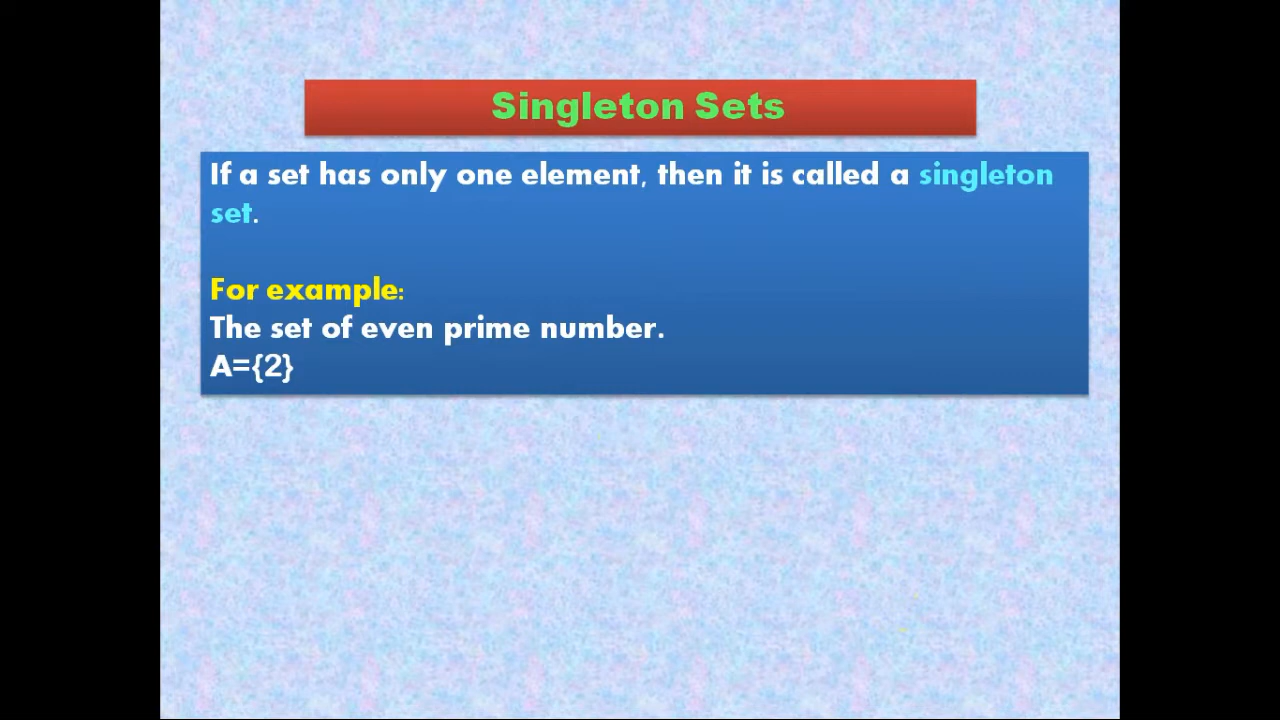 Singleton Sets
If a set has only one element, then it is called a singleton
set.
For example:
The set of even prime number.
A={2}